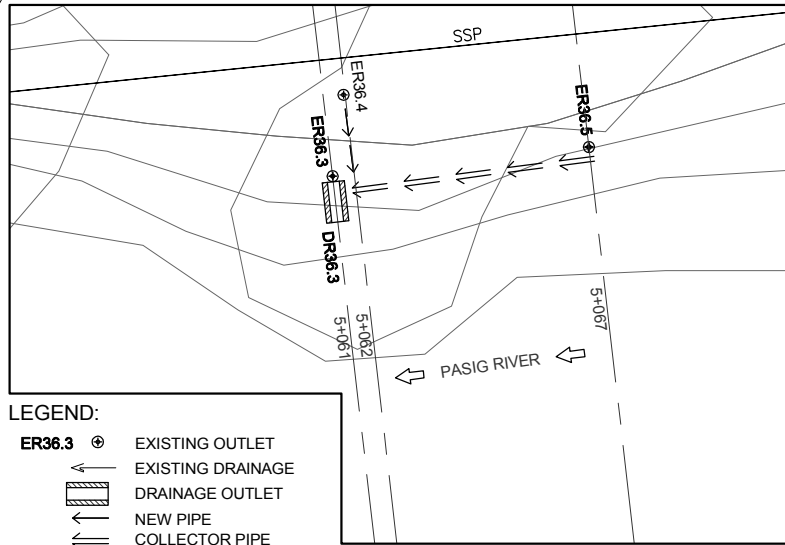 SSP
ER36.4
ER36.5
ER36.3
DR36.3
5+061
5+062
5+067
PASIG RIVER
LEGEND:
ER36.3 EXISTING OUTLET
EXISTING DRAINAGE
DRAINAGE OUTLET
NEW PIPE
COLLECTOR PIPE